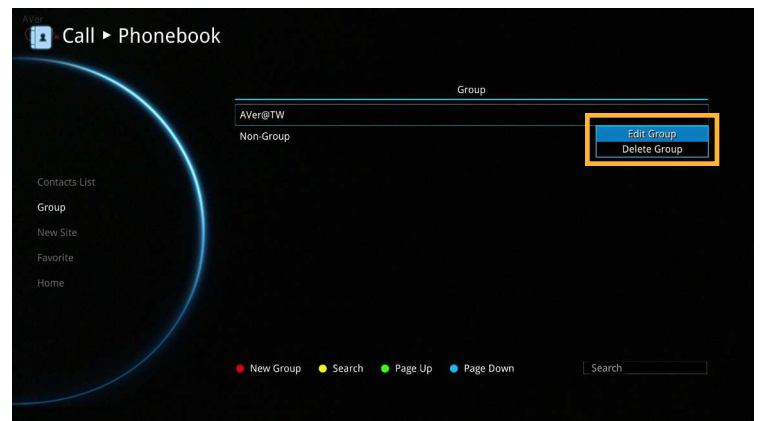 AVer
Call ▸ Phonebook
Group
AVer@TW
Non-Group
Edit Group
Delete Group
Contacts List
Group
New Site
Favorite
Home
New Group Search Page Up Page Down Search